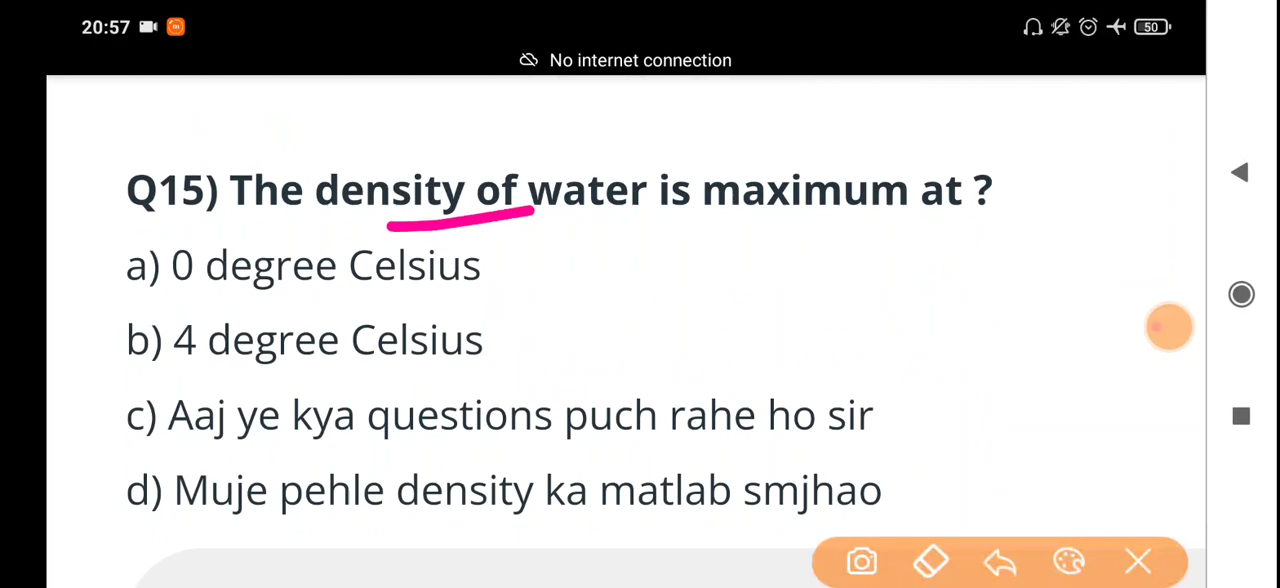 20:57
50
No internet connection
Q15) The density of water is maximum at ?
a) 0 degree Celsius
b) 4 degree Celsius
c) Aaj ye kya questions puch rahe ho sir
d) Muje pehle density ka matlab smjhao